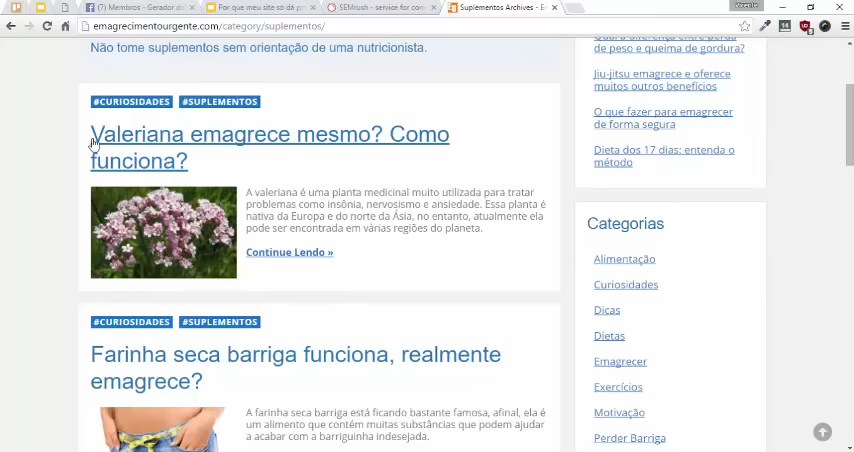 Vicente
(7) Membros - Gerador de
Por que meu site só dá pr
SEMrush - service for con
Suplementos Archives - E
emagrecimentourgente.com/category/suplementos/
Não tome suplementos sem orientação de uma nutricionista.
#CURIOSIDADES #SUPLEMENTOS
Valeriana emagrece mesmo? Como
funciona?
A valeriana é uma planta medicinal muito utilizada para tratar
problemas como insônia, nervosismo e ansiedade. Essa planta é
nativa da Europa e do norte da Ásia, no entanto, atualmente ela
pode ser encontrada em várias regiões do planeta.
Continue Lendo »
#CURIOSIDADES #SUPLEMENTOS
Farinha seca barriga funciona, realmente
emagrece?
A farinha seca barriga está ficando bastante famosa, afinal, ela é
um alimento que contém muitas substâncias que podem ajudar
a acabar com a barriguinha indesejada.
Qual a diferença entre perda
de peso e queima de gordura?
Jiu-jitsu emagrece e oferece
muitos outros benefícios
O que fazer para emagrecer
de forma segura
Dieta dos 17 dias: entenda o
método
Categorias
Alimentação
Curiosidades
Dicas
Dietas
Emagrecer
Exercícios
Motivação
Perder Barriga